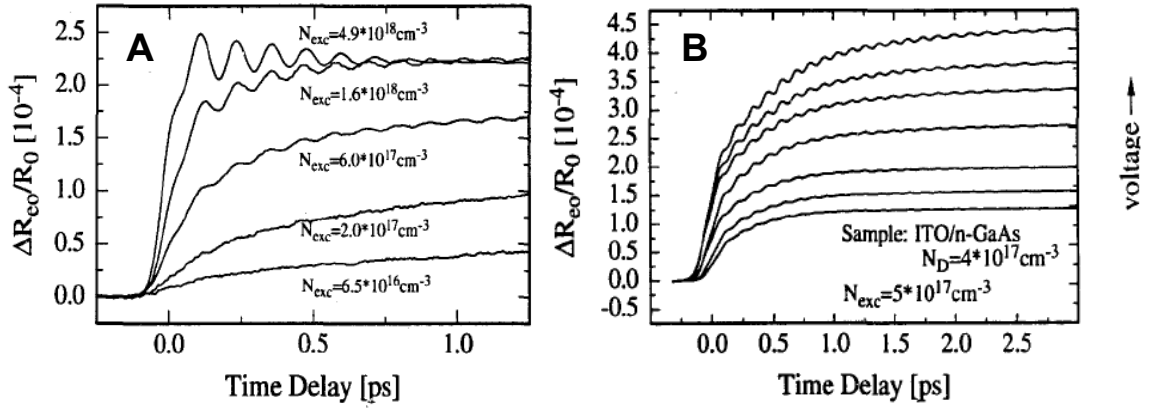 A
N_exc=4.9*10^18cm^-3
N_exc=1.6*10^18cm^-3
N_exc=6.0*10^17cm^-3
N_exc=2.0*10^17cm^-3
N_exc=6.5*10^16cm^-3
2.5
2.0
1.5
1.0
0.5
0.0
ΔR_eo/R_0 [10^-4]
0.0 0.5 1.0
Time Delay [ps]
B
4.5
4.0
3.5
3.0
2.5
2.0
1.5
1.0
0.5
0.0
-0.5
ΔR_eo/R_0 [10^-4]
Sample: ITO/n-GaAs
N_D=4*10^17cm^-3
N_exc=5*10^17cm^-3
0.0 0.5 1.0 1.5 2.0 2.5
Time Delay [ps]
voltage